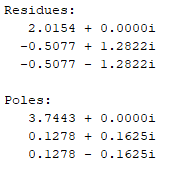 Residues:
2.0154 + 0.0000i
-0.5077 + 1.2822i
-0.5077 - 1.2822i
Poles:
3.7443 + 0.0000i
0.1278 + 0.1625i
0.1278 - 0.1625i